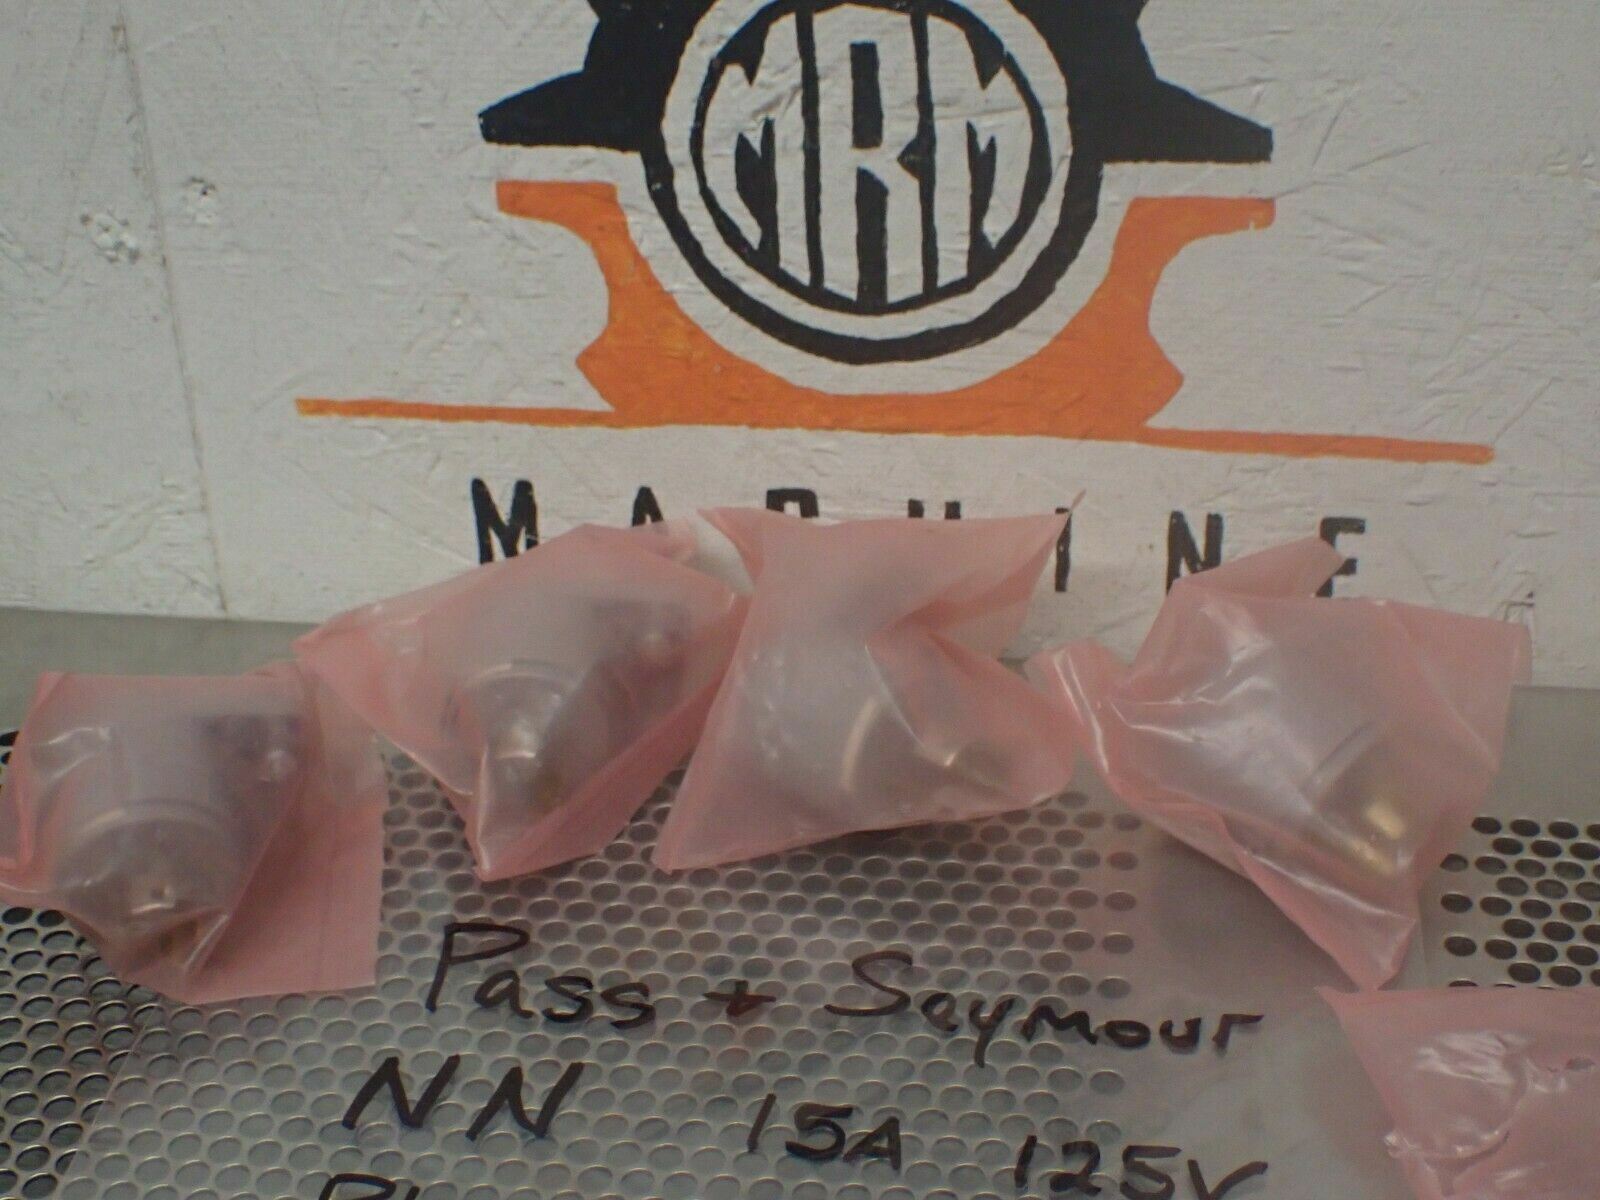 MRM
MACHINE
Pass + Seymour
NN 15A 125V